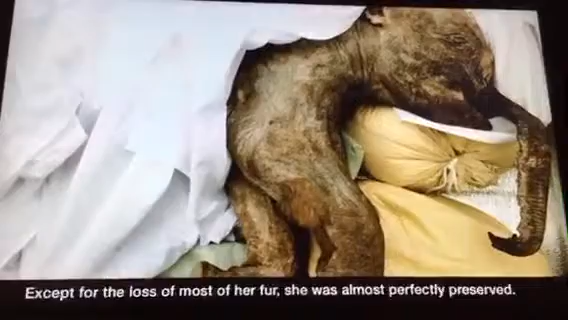 Except for the loss of most of her fur, she was almost perfectly preserved.